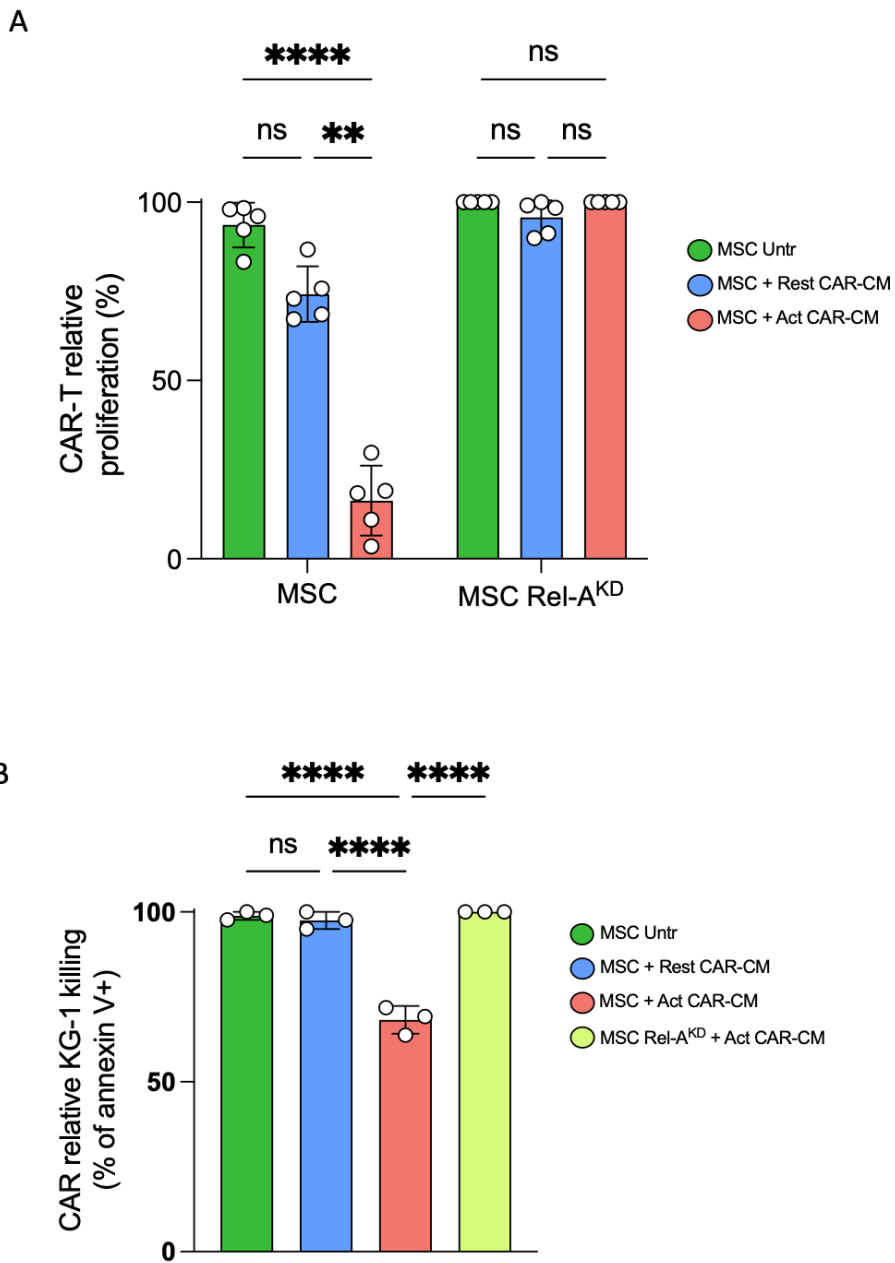 A
**** ns
ns ** ns ns
100
50
0
CAR-T relative
proliferation (%)
MSC Untr
MSC + Rest CAR-CM
MSC + Act CAR-CM
MSC MSC Rel-A^KD
B
**** ****
ns ****
100
50
0
CAR relative KG-1 killing
(% of annexin V+)
MSC Untr
MSC + Rest CAR-CM
MSC + Act CAR-CM
MSC Rel-A^KD + Act CAR-CM